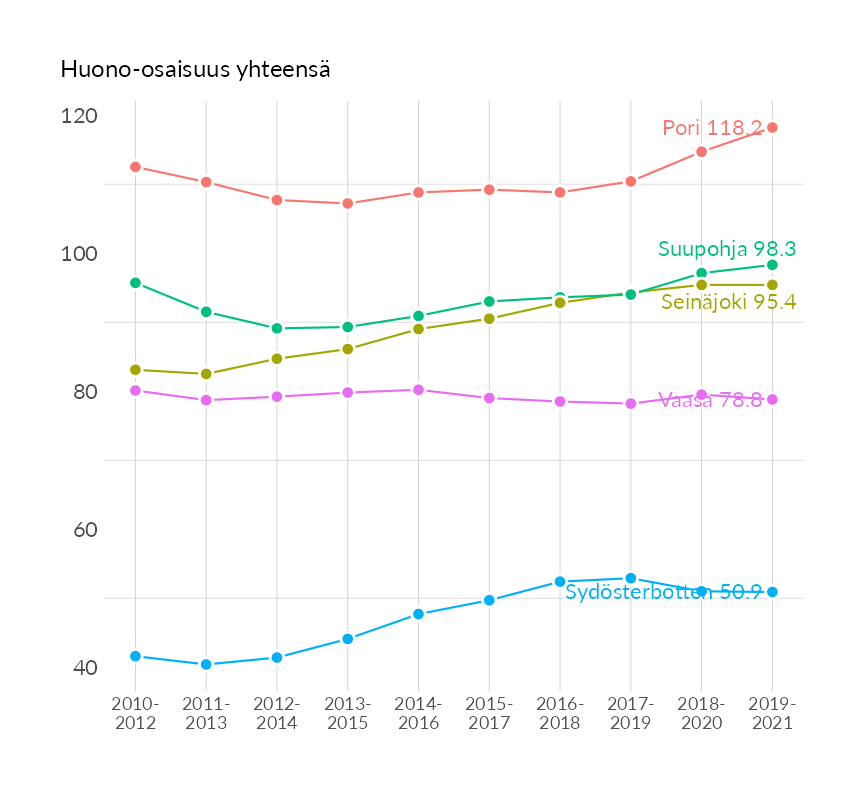 Huono-osaisuus yhteensä
120
Pori 118.2
100
Suupohja 98.3
Seinäjoki 95.4
80
Vaasa 78.8
60
Sydösterbotten 50.9
40
2010- 2011- 2012- 2013- 2014- 2015- 2016- 2017- 2018- 2019-
2012 2013 2014 2015 2016 2017 2018 2019 2020 2021